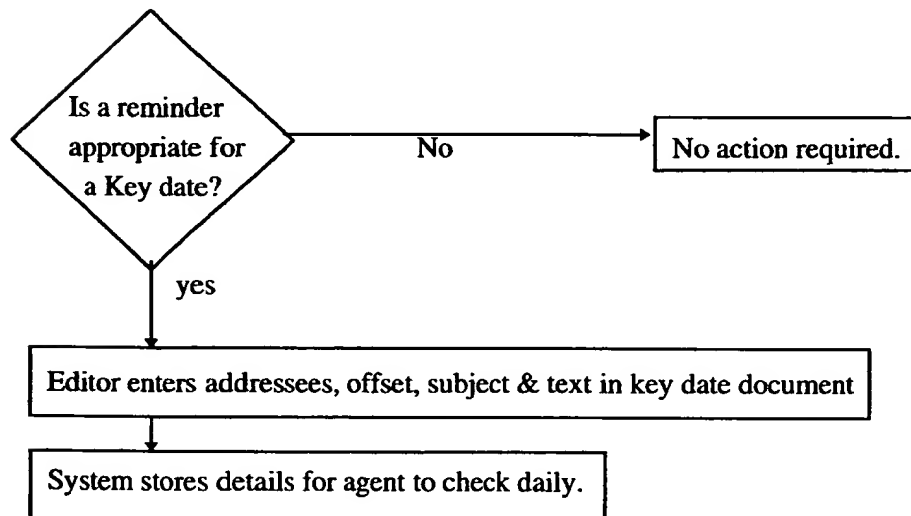 Is a reminder
appropriate for
a Key date?
No
No action required.
yes
Editor enters addressees, offset, subject & text in key date document
System stores details for agent to check daily.